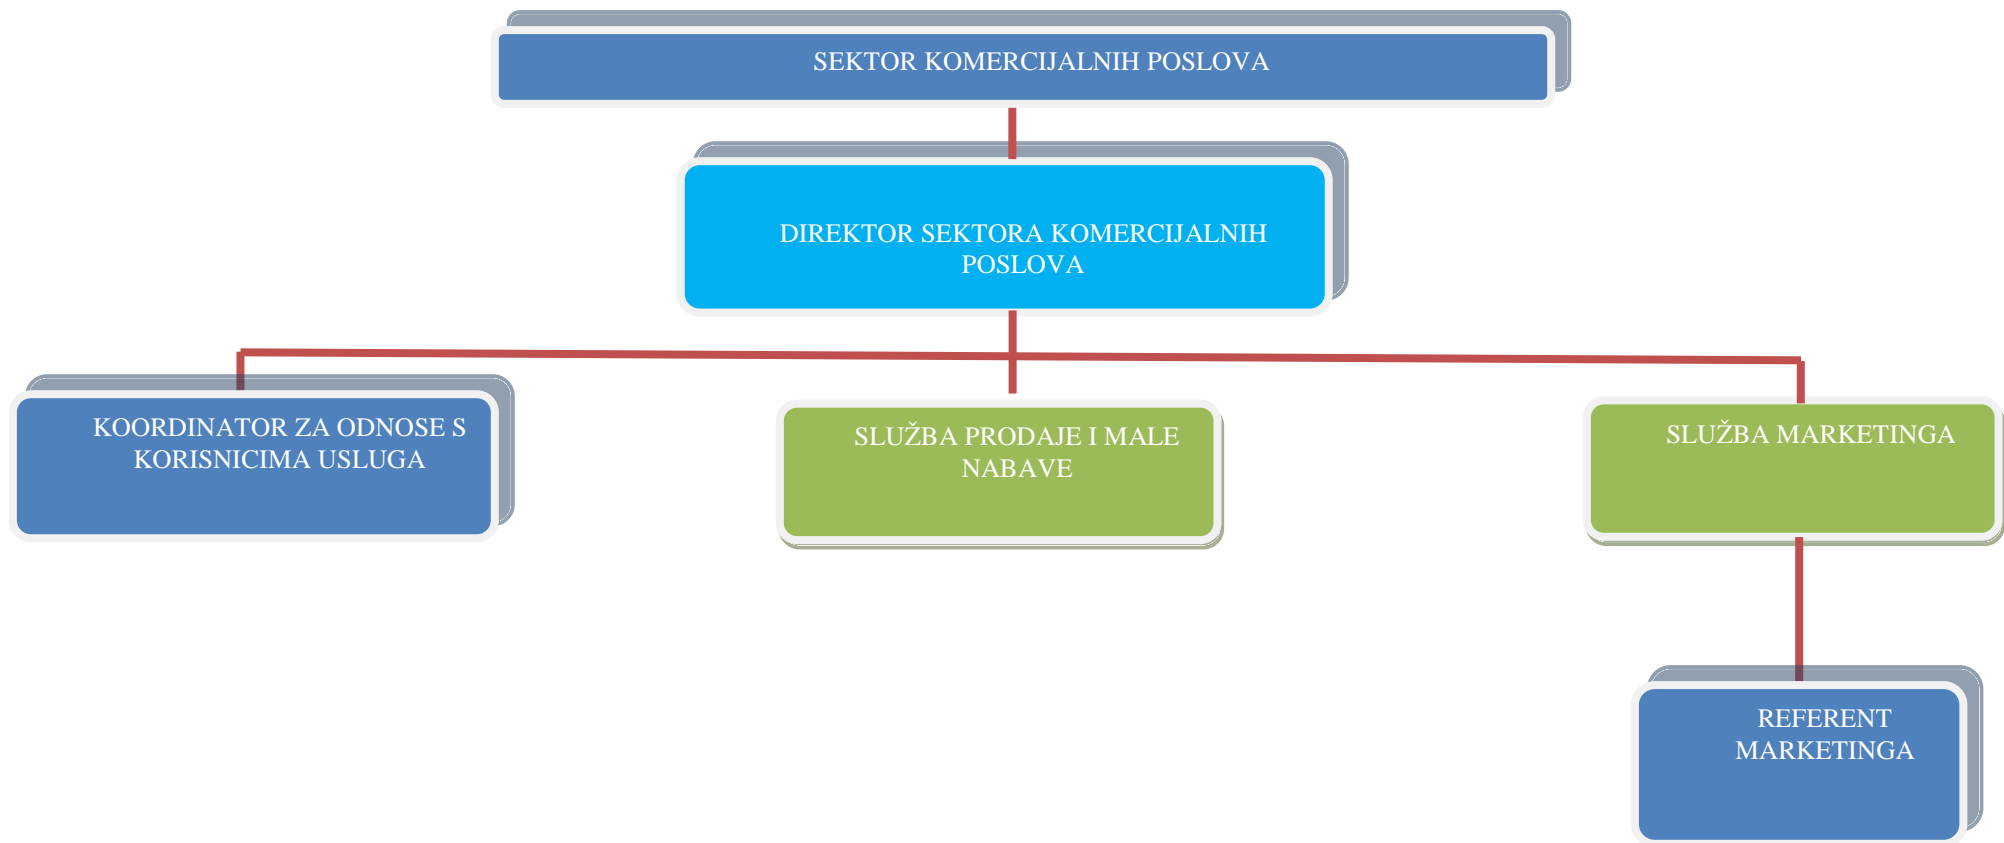 SEKTOR KOMERCIJALNIH POSLOVA
DIREKTOR SEKTORA KOMERCIJALNIH
POSLOVA
KOORDINATOR ZA ODNOSE S
KORISNICIMA USLUGA
SLUŽBA PRODAJE I MALE
NABAVE
SLUŽBA MARKETINGA
REFERENT
MARKETINGA